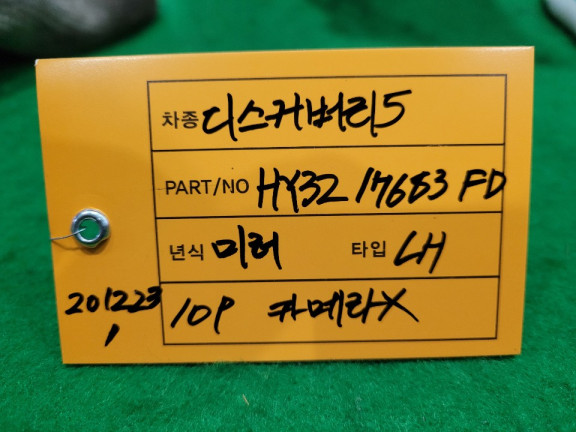 차종 디스커버리5
PART/NO HY32 17683 FD
년식 미러 타입 LH
201223 10P 카메라X
1